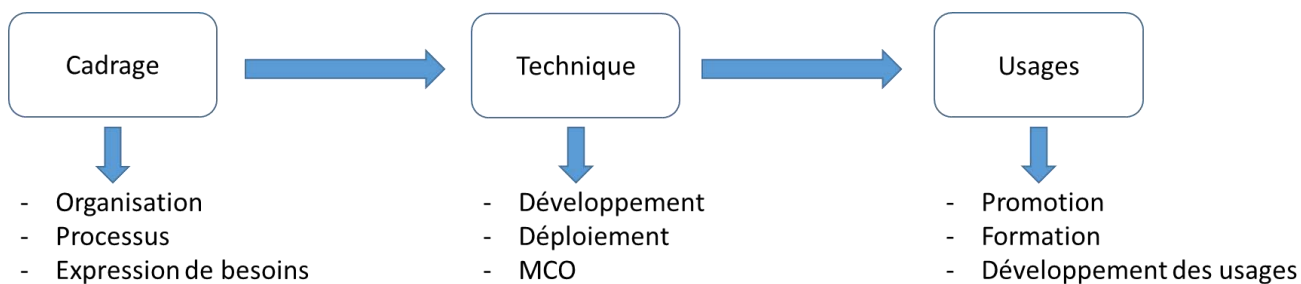 Cadrage
Technique
Usages
- Organisation
- Processus
- Expression de besoins
- Développement
- Déploiement
- MCO
- Promotion
- Formation
- Développement des usages